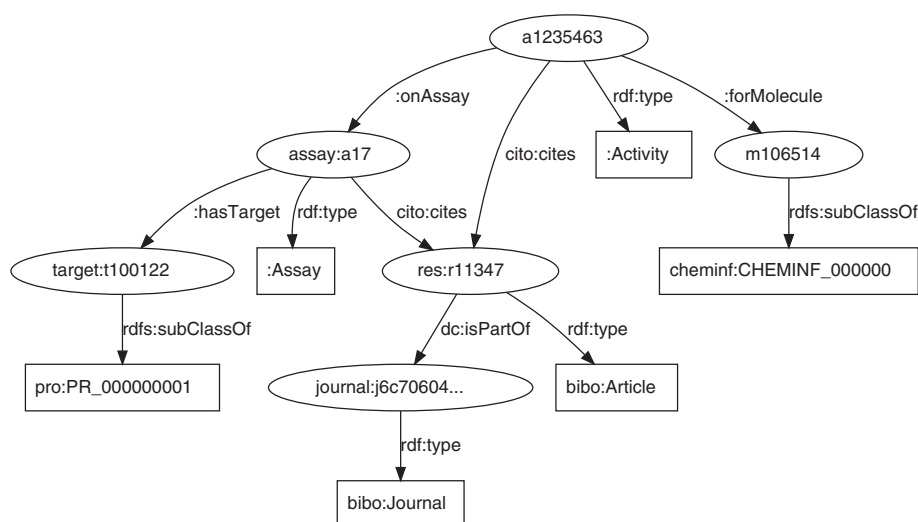 a1235463
:onAssay
rdf:type
:forMolecule
assay:a17
cito:cites
:Activity
m106514
:hasTarget
rdf:type
cito:cites
rdfs:subClassOf
target:t100122
:Assay
res:r11347
cheminf:CHEMINF_000000
rdfs:subClassOf
dc:isPartOf
rdf:type
pro:PR_000000001
journal:j6c70604...
bibo:Article
rdf:type
bibo:Journal